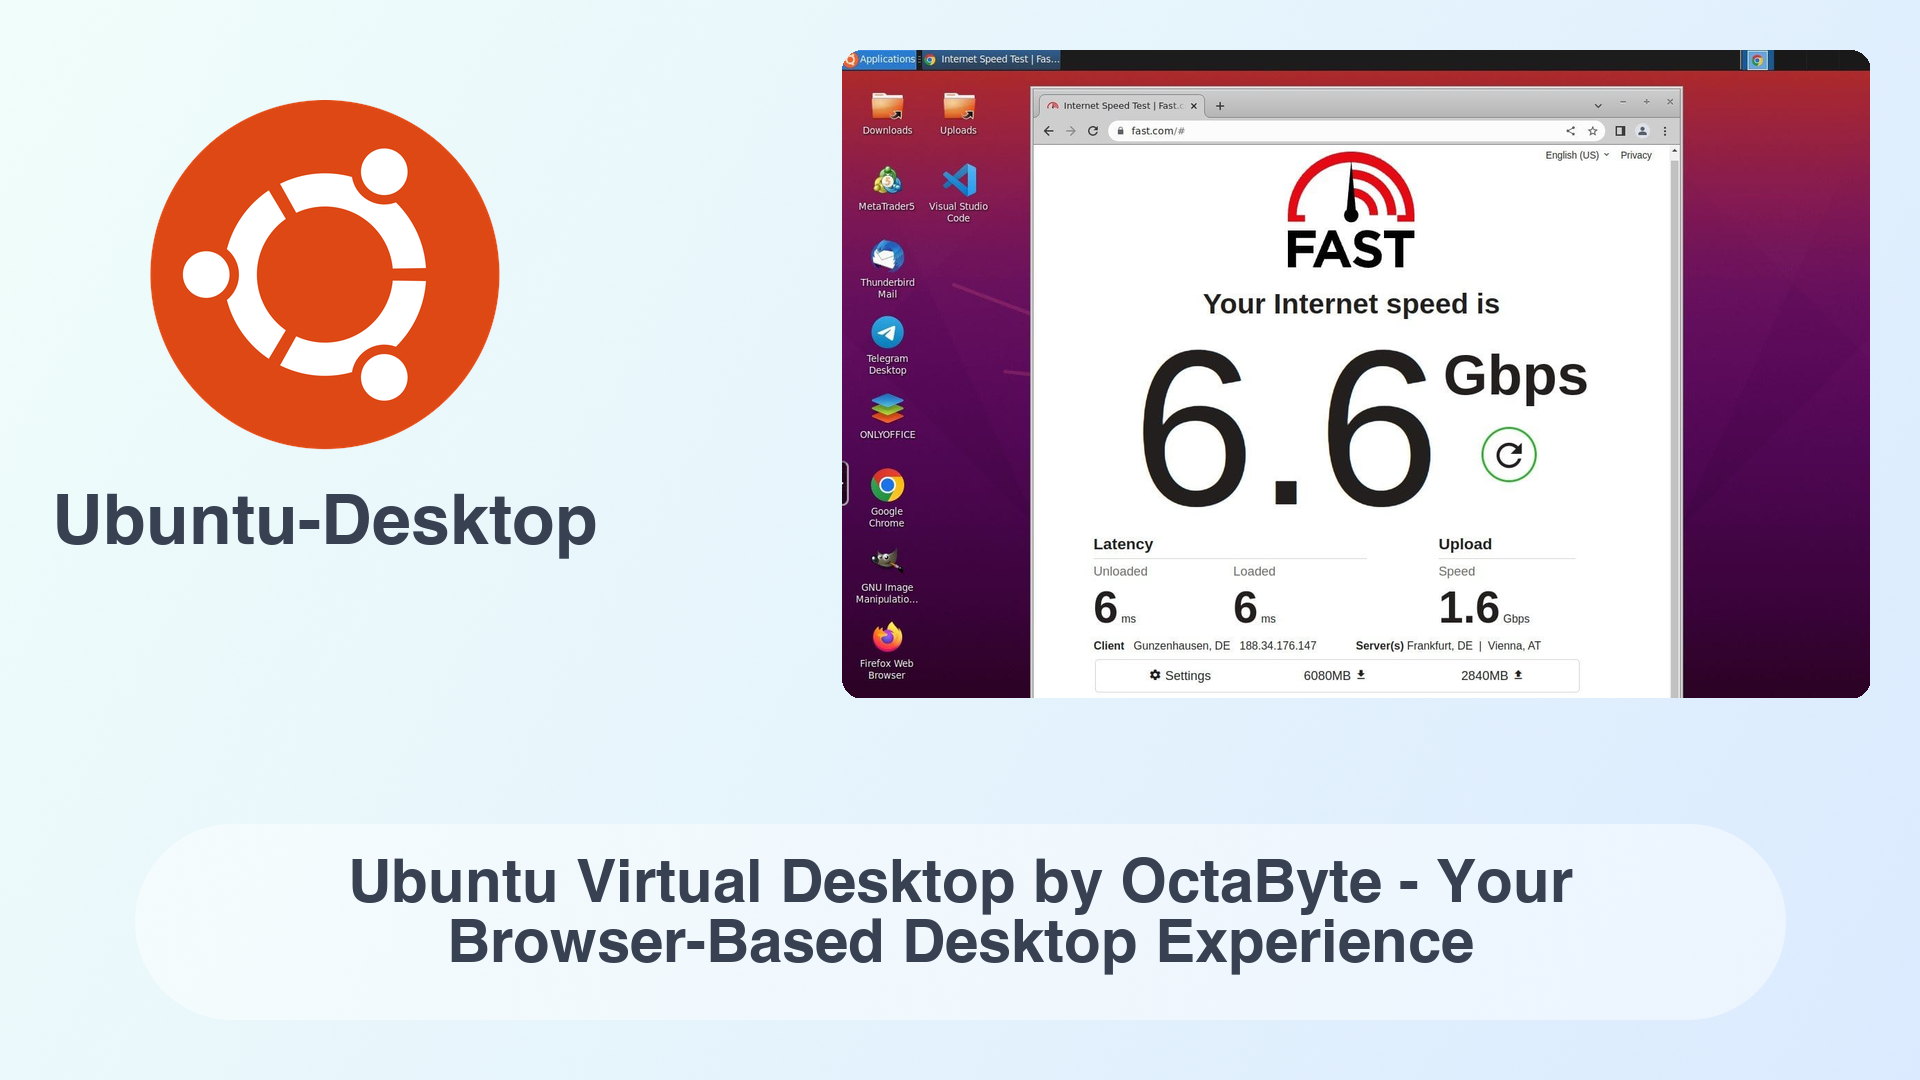 Ubuntu-Desktop
Applications
Internet Speed Test | Fas...
Downloads
Uploads
MetaTrader5
Visual Studio
Code
Thunderbird
Mail
Telegram
Desktop
ONLYOFFICE
Google
Chrome
GNU Image
Manipulatio...
Firefox Web
Browser
Internet Speed Test | Fast.c
fast.com/#
English (US)
Privacy
FAST
Your Internet speed is
6.6 Gbps
Latency
Upload
Unloaded
Loaded
Speed
6 ms
6 ms
1.6 Gbps
Client Gunzenhausen, DE 188.34.176.147
Server(s) Frankfurt, DE | Vienna, AT
Settings
6080MB
2840MB
Ubuntu Virtual Desktop by OctaByte - Your
Browser-Based Desktop Experience